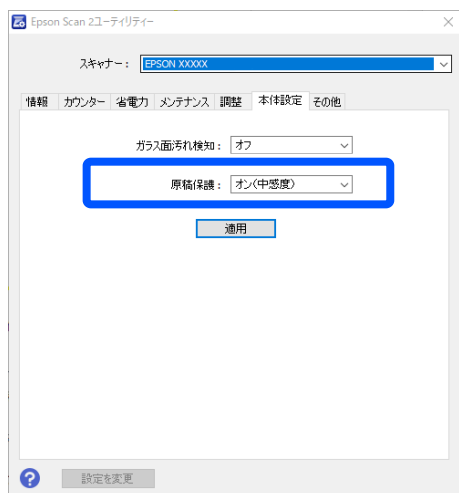 Epson Scan 2ユーティリティー
スキャナー： EPSON XXXXX
情報 カウンター 省電力 メンテナンス 調整 本体設定 その他
ガラス面汚れ検知： オフ
原稿保護： オン(中感度)
適用
? 設定を変更